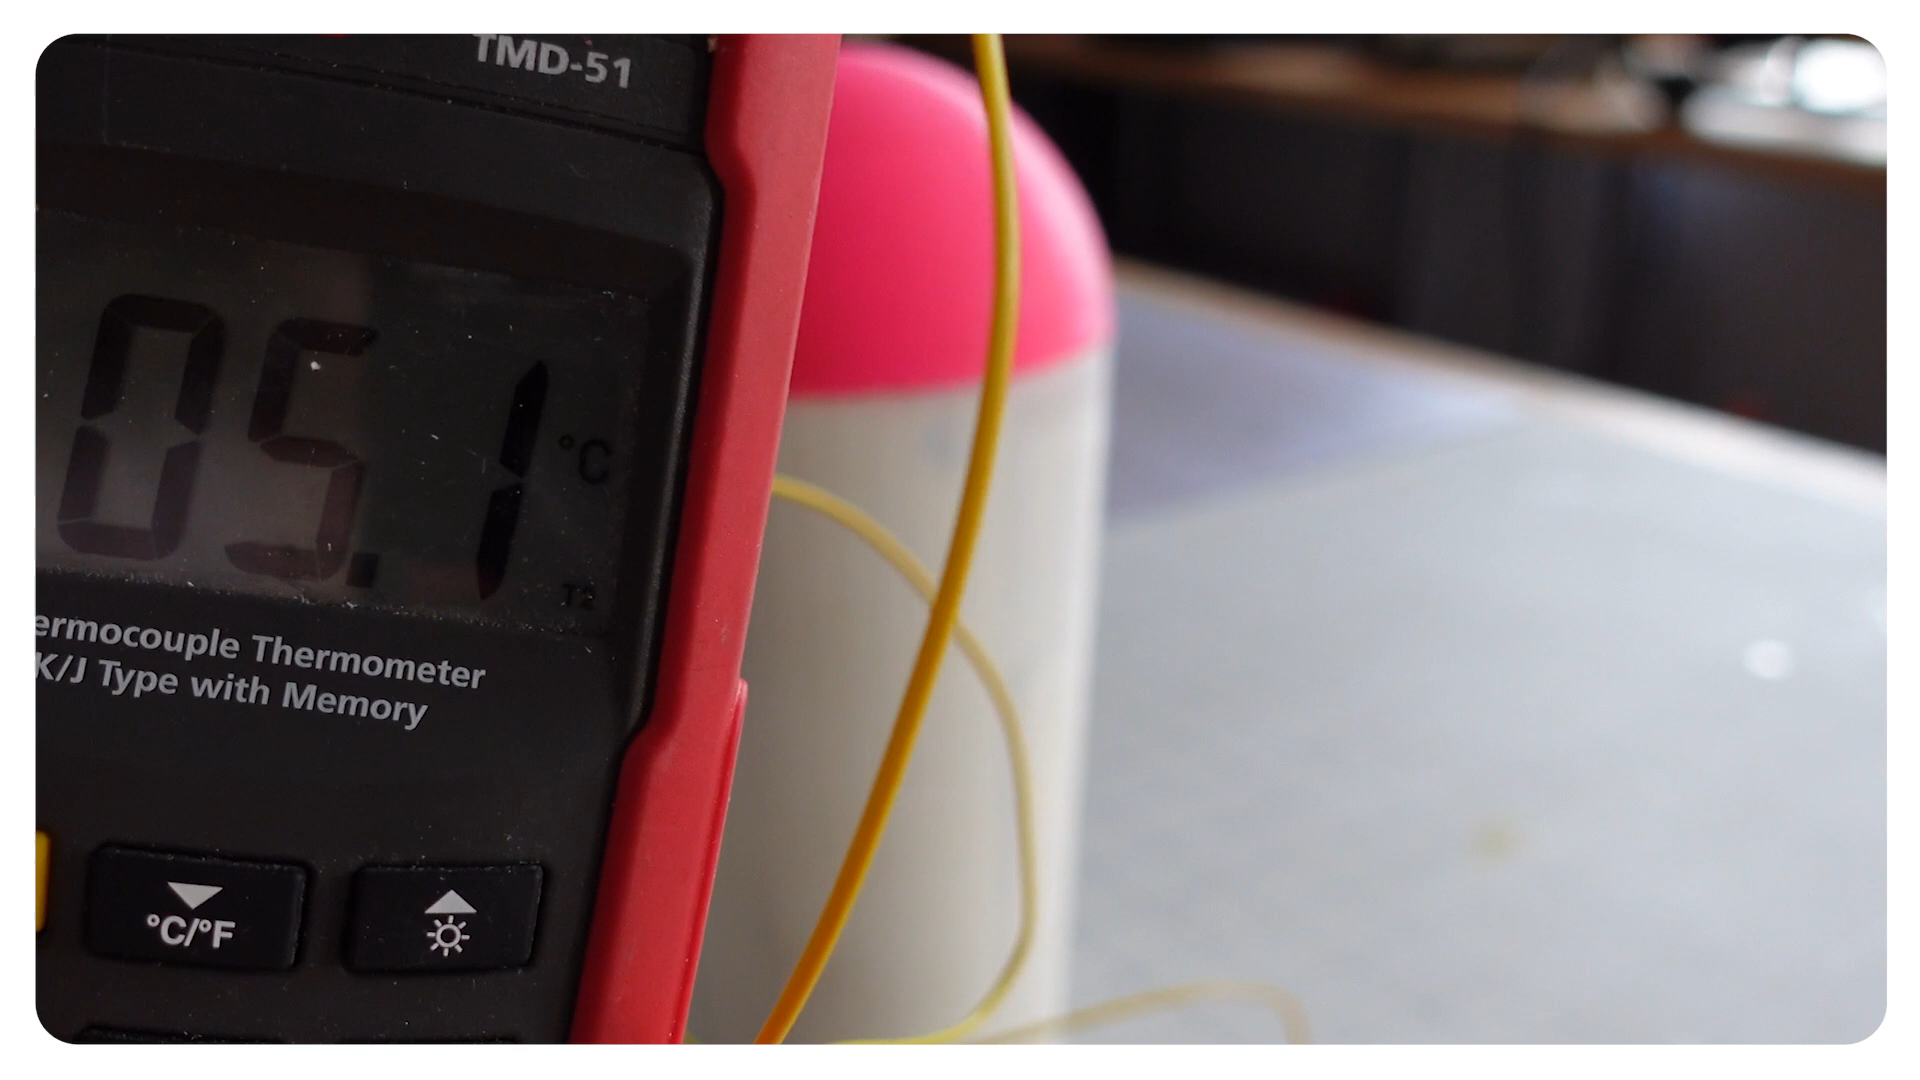 TMD-51
05.1 °C
T2
ermocouple Thermometer
K/J Type with Memory
°C/°F